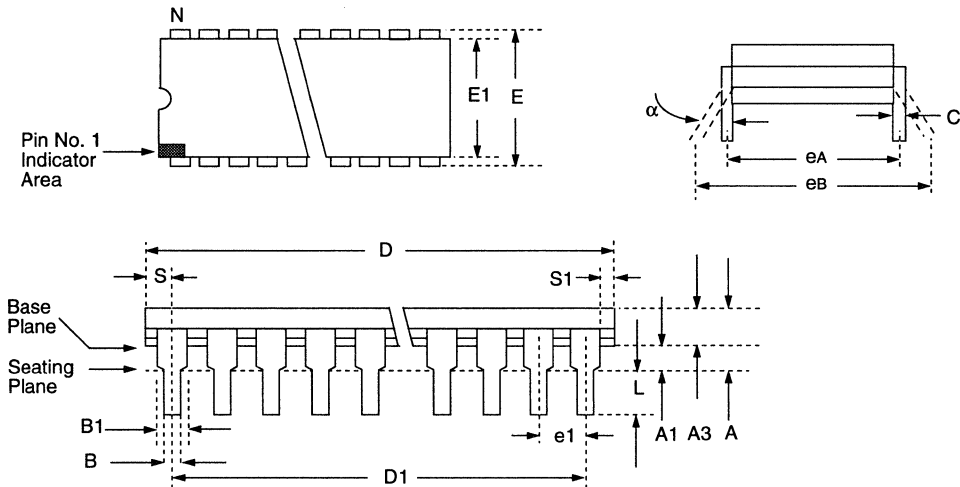 N
E1
E
Pin No. 1
Indicator
Area
α
C
eA
eB
D
S
S1
Base
Plane
Seating
Plane
L
B1
e1
A1
A3
A
B
D1